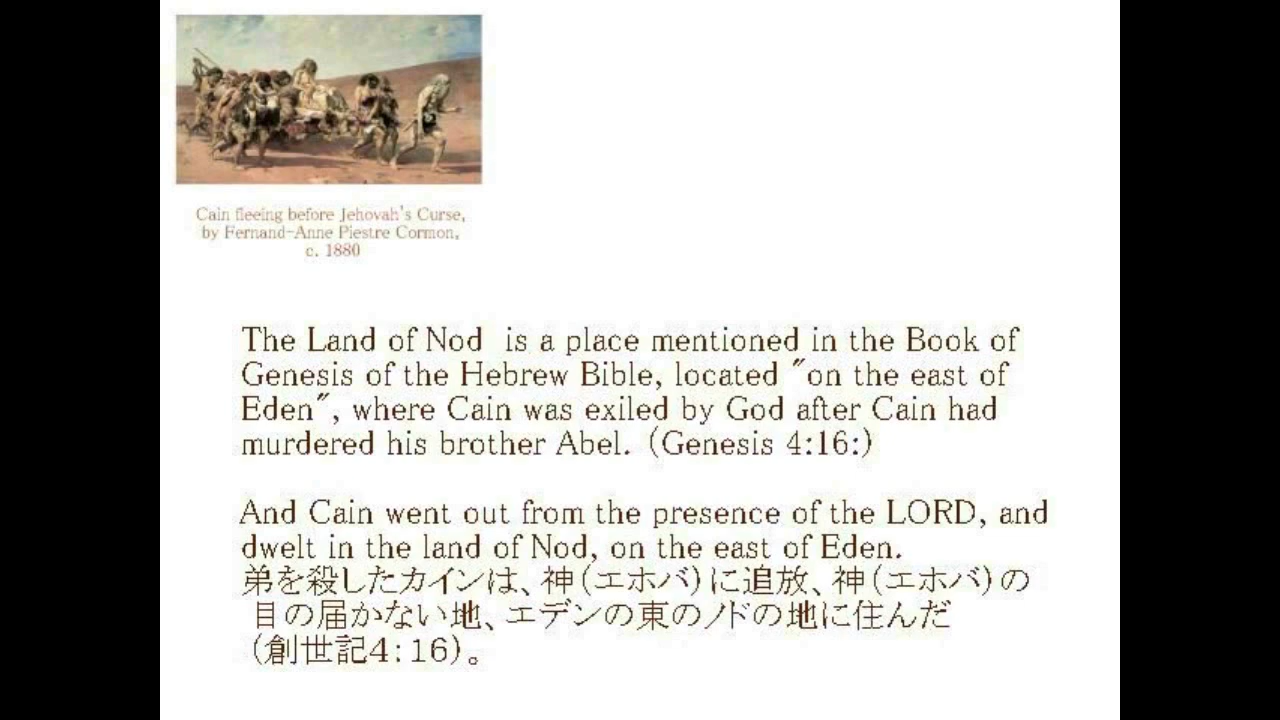 Cain fleeing before Jehovah's Curse,
by Fernand-Anne Piestre Cormon,
c. 1880
The Land of Nod is a place mentioned in the Book of
Genesis of the Hebrew Bible, located "on the east of
Eden", where Cain was exiled by God after Cain had
murdered his brother Abel. (Genesis 4:16:)
And Cain went out from the presence of the LORD, and
dwelt in the land of Nod, on the east of Eden.
弟を殺したカインは、神(エホバ)に追放、神(エホバ)の
目の届かない地、エデンの東のノドの地に住んだ
(創世記4:16)。